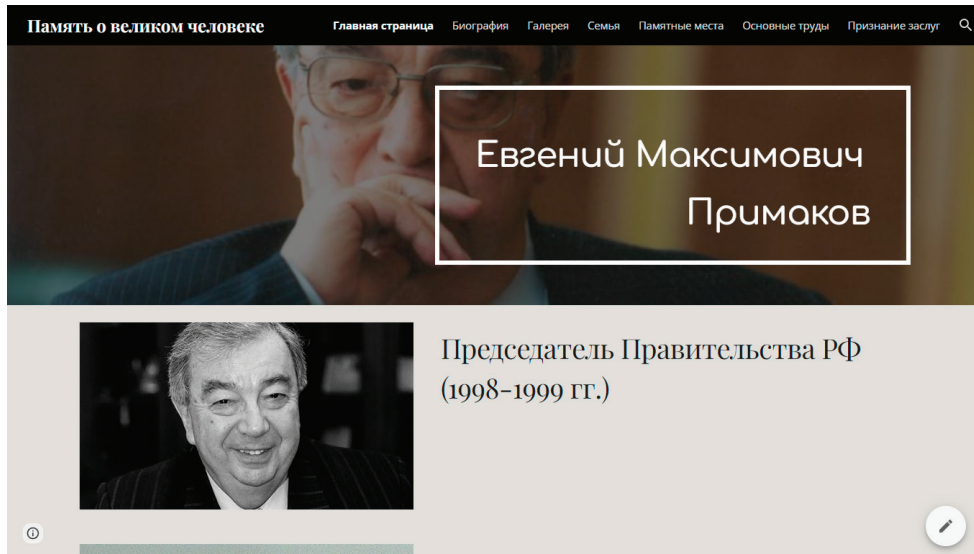 Память о великом человеке
Главная страница Биография Галерея Семья Памятные места Основные труды Признание заслуг
Евгений Максимович
Примаков
Председатель Правительства РФ
(1998-1999 гг.)